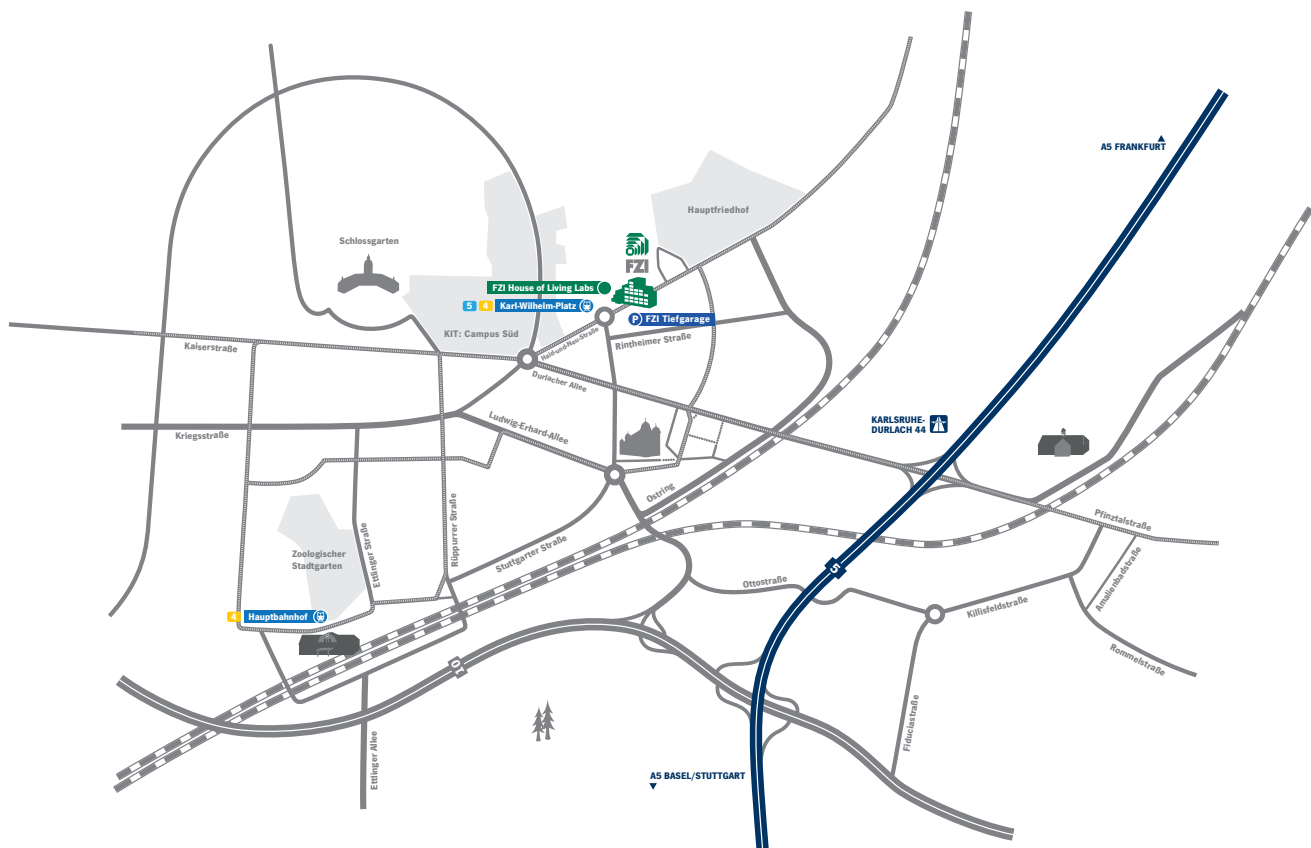 A5 FRANKFURT
Hauptfriedhof
Schlossgarten
FZI
FZI House of Living Labs
5 4 Karl-Wilhelm-Platz
P FZI Tiefgarage
KIT: Campus Süd
Haid-und-Neu-Straße
Rintheimer Straße
Kaiserstraße
Durlacher Allee
KARLSRUHE-
DURLACH 44
Ludwig-Erhard-Allee
Kriegsstraße
Ostring
Pfinztalstraße
Zoologischer
Stadtgarten
Ettlinger Straße
Rüppurrer Straße
Stuttgarter Straße
5
Ottostraße
Amalienbadstraße
Killisfeldstraße
4 Hauptbahnhof
Rommelstraße
10
Fiduciastraße
Ettlinger Allee
A5 BASEL/STUTTGART